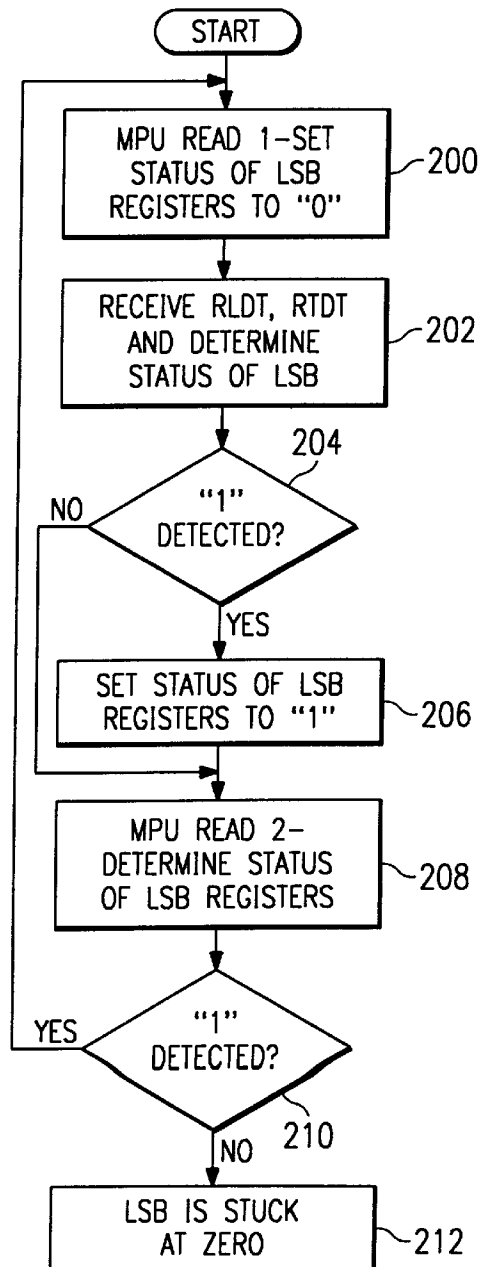 START
MPU READ 1-SET
STATUS OF LSB
REGISTERS TO "0"
200
RECEIVE RLDT, RTDT
AND DETERMINE
STATUS OF LSB
202
204
"1"
DETECTED?
NO
YES
SET STATUS OF LSB
REGISTERS TO "1"
206
MPU READ 2-
DETERMINE STATUS
OF LSB REGISTERS
208
"1"
DETECTED?
YES
210
NO
LSB IS STUCK
AT ZERO
212